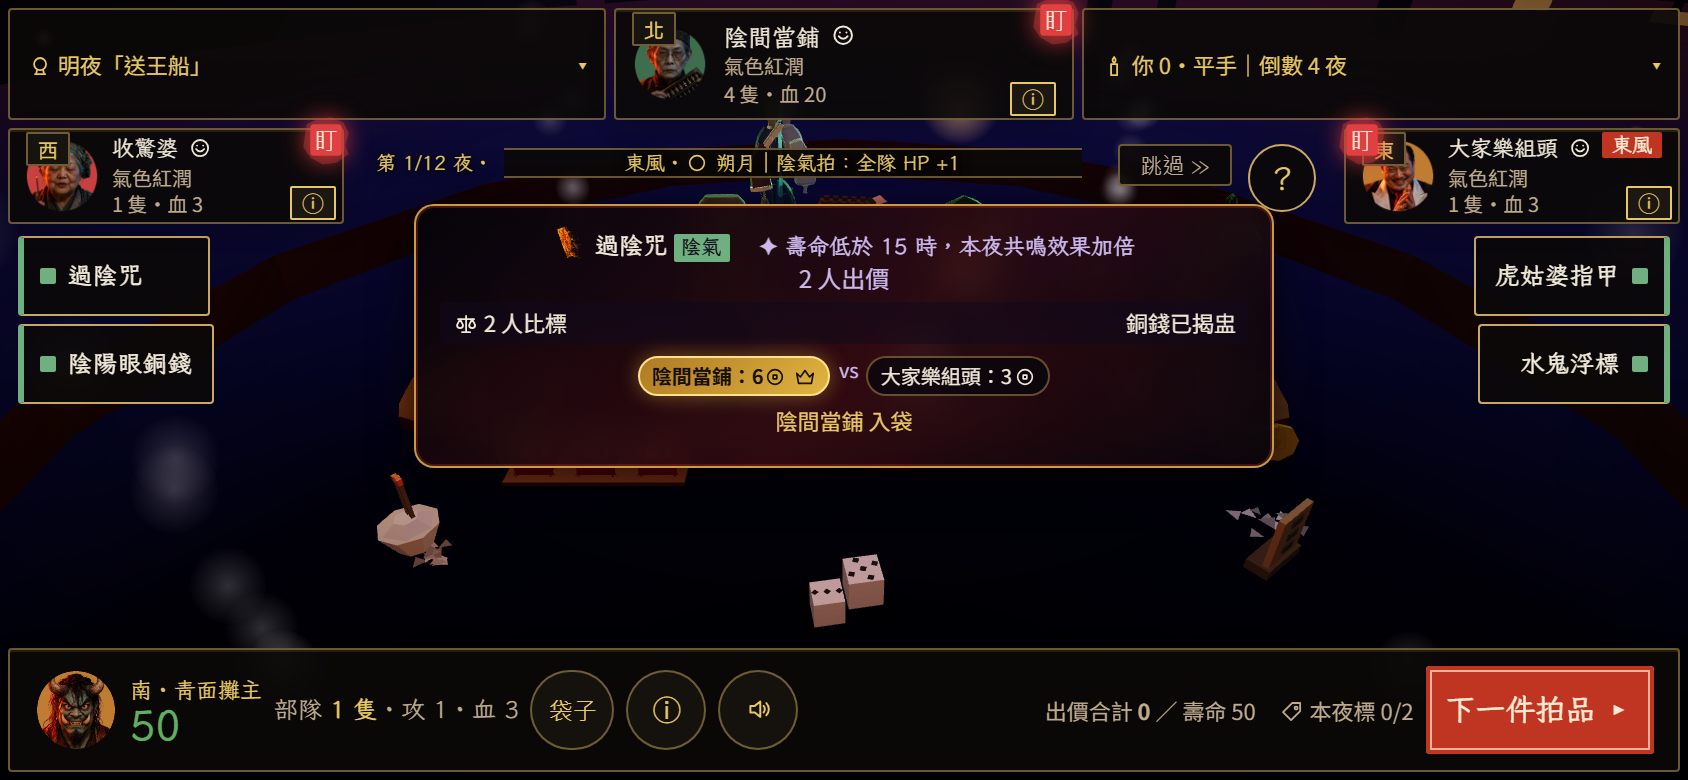 明夜「送王船」
北
陰間當鋪
氣色紅潤
4 隻・血 20
盯
你 0・平手｜倒數 4 夜
西
收驚婆
氣色紅潤
1 隻・血 3
盯
第 1/12 夜・
東風・〇 朔月｜陰氣拍：全隊 HP +1
跳過
?
盯
東
大家樂組頭
東風
氣色紅潤
1 隻・血 3
過陰咒
陰陽眼銅錢
虎姑婆指甲
水鬼浮標
過陰咒 陰氣 ✦ 壽命低於 15 時，本夜共鳴效果加倍
2 人出價
2 人比標
銅錢已揭盅
陰間當鋪：6 vs 大家樂組頭：3
陰間當鋪 入袋
南・青面攤主
50
部隊 1 隻・攻 1・血 3
袋子
出價合計 0 ／ 壽命 50
本夜標 0/2
下一件拍品